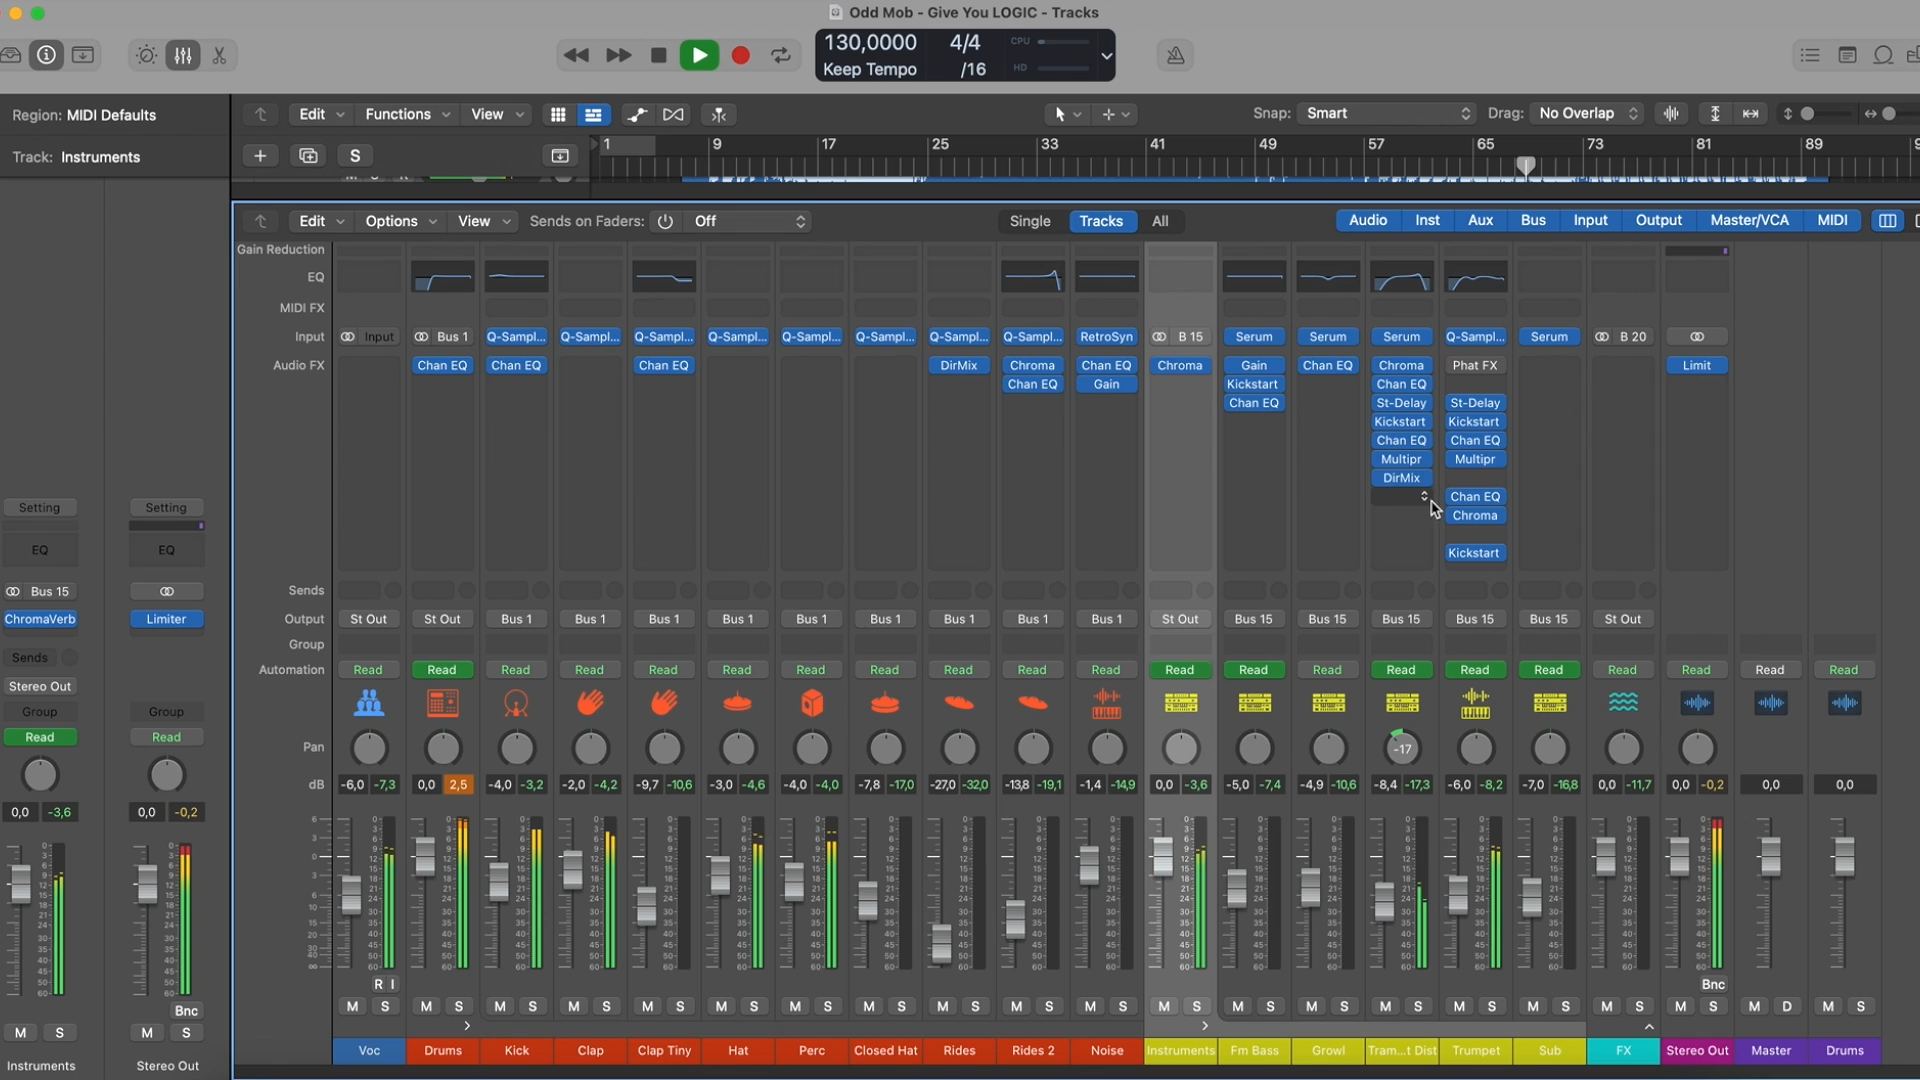 Odd Mob - Give You LOGIC - Tracks
130,0000 4/4 CPU
Keep Tempo /16 HD
Region: MIDI Defaults
Edit Functions View Snap: Smart Drag: No Overlap
Track: Instruments
S 1 9 17 25 33 41 49 57 65 73 81 89
Edit Options View Sends on Faders: Off Single Tracks All Audio Inst Aux Bus Input Output Master/VCA MIDI
Gain Reduction
EQ
MIDI FX
Input Input Bus 1 Q-Sampl... Q-Sampl... Q-Sampl... Q-Sampl... Q-Sampl... Q-Sampl... Q-Sampl... Q-Sampl... RetroSyn B 15 Serum Serum Serum Q-Sampl... Serum B 20
Audio FX Chan EQ Chan EQ Chan EQ DirMix Chroma Chan EQ Chroma Gain Chan EQ Chroma Phat FX Limit
Chan EQ Gain Kickstart Chan EQ
Chan EQ St-Delay St-Delay
Kickstart Kickstart
Chan EQ Chan EQ
Multipr Multipr
DirMix
Chan EQ
Chroma
Kickstart
Setting Setting
EQ EQ
Bus 15
ChromaVerb Limiter
Sends
Stereo Out
Group Group
Read Read
0,0 -3,6 0,0 -0,2
Bnc
M S M S
Instruments Stereo Out
Sends
Output St Out St Out Bus 1 Bus 1 Bus 1 Bus 1 Bus 1 Bus 1 Bus 1 Bus 1 Bus 1 St Out Bus 15 Bus 15 Bus 15 Bus 15 Bus 15 St Out
Group
Automation Read Read Read Read Read Read Read Read Read Read Read Read Read Read Read Read Read Read Read Read Read
Pan -17
dB -6,0 -7,3 0,0 2,5 -4,0 -3,2 -2,0 -4,2 -9,7 -10,6 -3,0 -4,6 -4,0 -4,0 -7,8 -17,0 -27,0 -32,0 -13,8 -19,1 -1,4 -14,9 0,0 -3,6 -5,0 -7,4 -4,9 -10,6 -8,4 -17,3 -6,0 -8,2 -7,0 -16,8 0,0 -11,7 0,0 -0,2 0,0 0,0
R I Bnc
M S M S M S M S M S M S M S M S M S M S M S M S M S M S M S M S M S M S M S M D M S
Voc Drums Kick Clap Clap Tiny Hat Perc Closed Hat Rides Rides 2 Noise Instruments Fm Bass Growl Tram...t Dist Trumpet Sub FX Stereo Out Master Drums